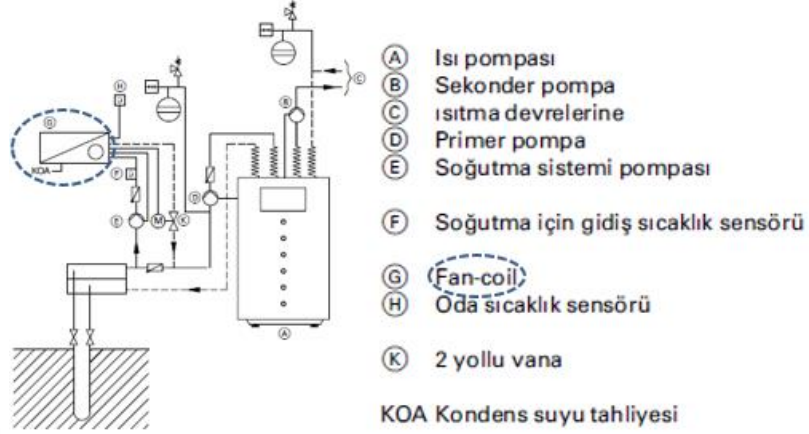 H
G
KOA
F
E
M
K
D
B
C
A
A Isı pompası
B Sekonder pompa
C ısıtma devrelerine
D Primer pompa
E Soğutma sistemi pompası
F Soğutma için gidiş sıcaklık sensörü
G Fan-coil
H Oda sıcaklık sensörü
K 2 yollu vana
KOA Kondens suyu tahliyesi